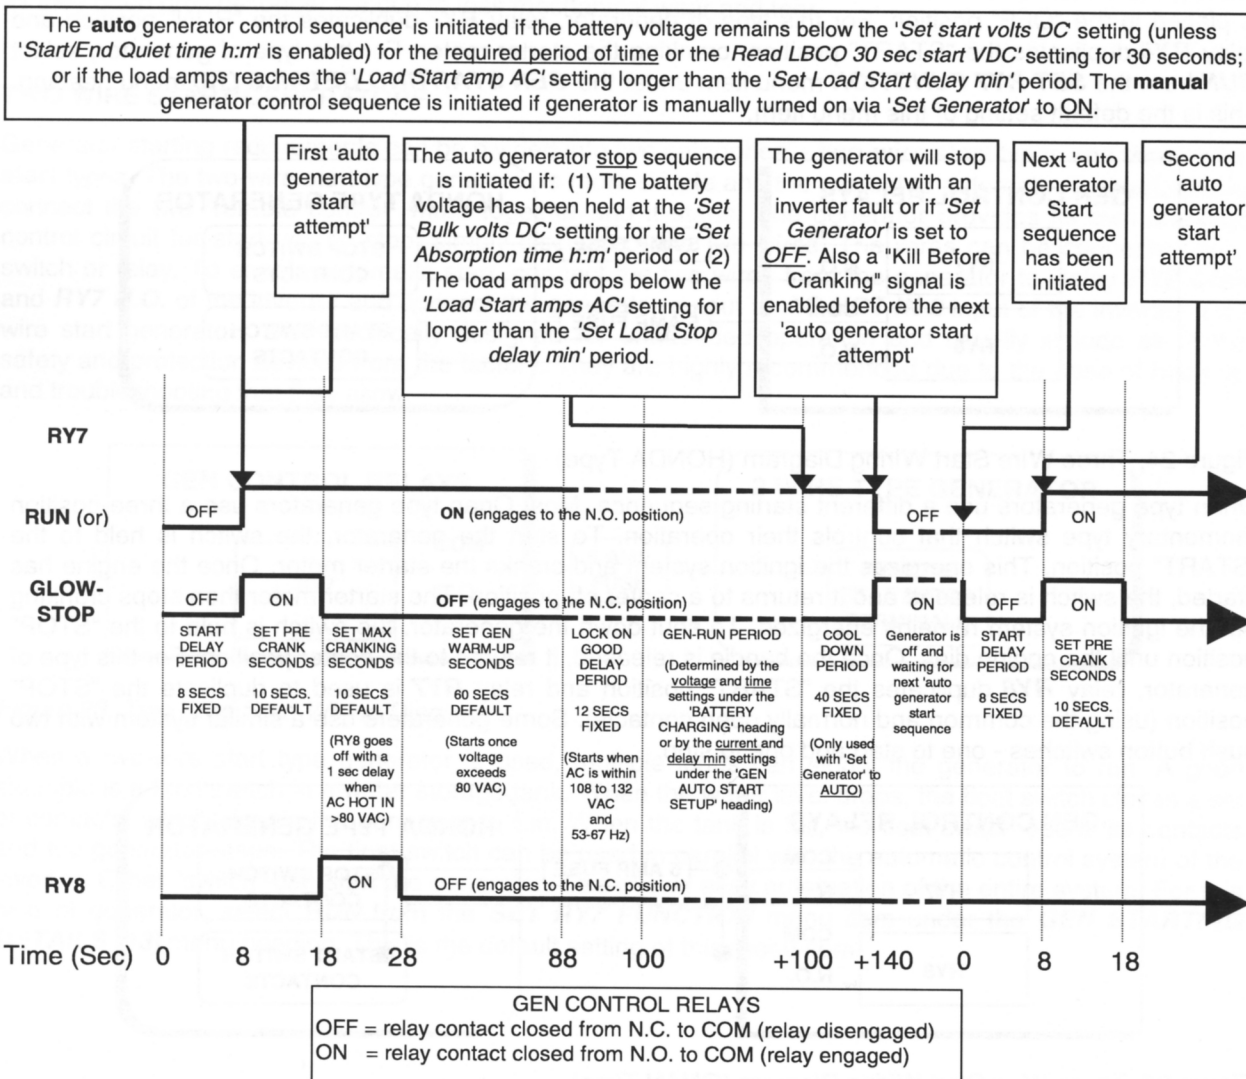 The 'auto generator control sequence' is initiated if the battery voltage remains below the 'Set start volts DC' setting (unless
'Start/End Quiet time h:m' is enabled) for the required period of time or the 'Read LBCO 30 sec start VDC' setting for 30 seconds;
or if the load amps reaches the 'Load Start amp AC' setting longer than the 'Set Load Start delay min' period. The manual
generator control sequence is initiated if generator is manually turned on via 'Set Generator' to ON.
First 'auto
generator
start
attempt'
The auto generator stop sequence
is initiated if: (1) The battery
voltage has been held at the 'Set
Bulk volts DC' setting for the 'Set
Absorption time h:m' period or (2)
The load amps drops below the
'Load Start amps AC' setting for
longer than the 'Set Load Stop
delay min' period.
The generator will stop
immediately with an
inverter fault or if 'Set
Generator' is set to
OFF. Also a "Kill Before
Cranking" signal is
enabled before the next
'auto generator start
attempt'
Next 'auto
generator
Start
sequence
has been
initiated
Second
'auto
generator
start
attempt'
RY7
RUN (or)
OFF
ON (engages to the N.O. position)
OFF
ON
GLOW-
STOP
OFF
ON
OFF (engages to the N.C. position)
ON
OFF
ON
START
DELAY
PERIOD
8 SECS
FIXED
SET PRE
CRANK
SECONDS
10 SECS.
DEFAULT
SET MAX
CRANKING
SECONDS
10 SECS
DEFAULT
(RY8 goes
off with a
1 sec delay
when
AC HOT IN
>80 VAC)
SET GEN
WARM-UP
SECONDS
60 SECS
DEFAULT
(Starts once
voltage
exceeds
80 VAC)
LOCK ON
GOOD
DELAY
PERIOD
12 SECS
FIXED
(Starts when
AC is within
108 to 132
VAC
and
53-67 Hz)
GEN-RUN PERIOD
(Determined by the
voltage and time
settings under the
'BATTERY
CHARGING' heading
or by the current and
delay min settings
under the 'GEN
AUTO START
SETUP' heading)
COOL
DOWN
PERIOD
40 SECS
FIXED
(Only used
with 'Set
Generator' to
AUTO)
Generator is
off and
waiting for
next 'auto
generator
start
sequence
START
DELAY
PERIOD
8 SECS
FIXED
SET PRE
CRANK
SECONDS
10 SECS.
DEFAULT
RY8
ON
OFF (engages to the N.C. position)
Time (Sec) 0 8 18 28 88 100 +100 +140 0 8 18
GEN CONTROL RELAYS
OFF = relay contact closed from N.C. to COM (relay disengaged)
ON = relay contact closed from N.O. to COM (relay engaged)